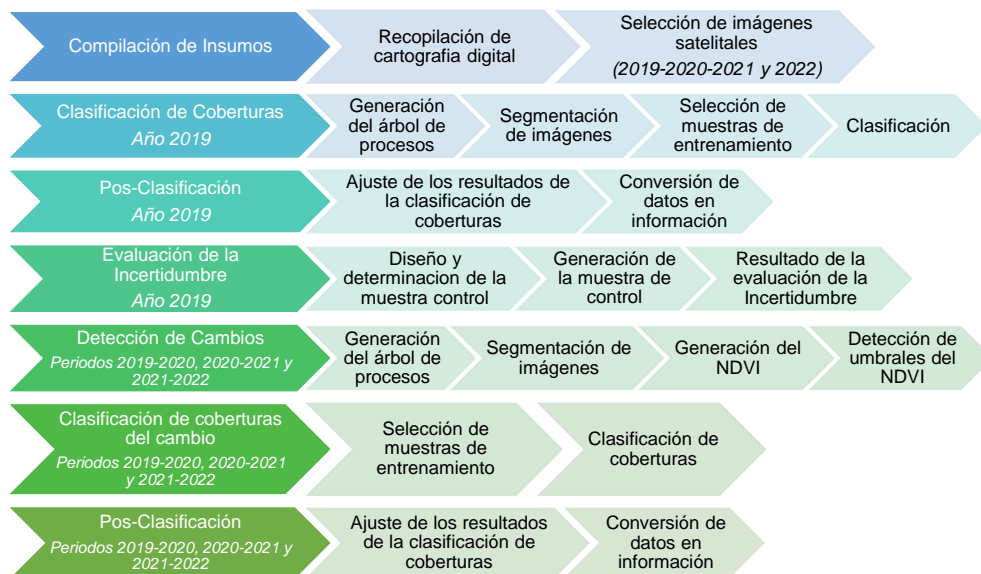 Compilación de Insumos
Recopilación de
cartografia digital
Selección de imágenes
satelitales
(2019-2020-2021 y 2022)
Clasificación de Coberturas
Año 2019
Generación
del árbol de
procesos
Segmentación
de imágenes
Selección de
muestras de
entrenamiento
Clasificación
Pos-Clasificación
Año 2019
Ajuste de los resultados de
la clasificación de
coberturas
Conversión de
datos en
información
Evaluación de la
Incertidumbre
Año 2019
Diseño y
determinacion de la
muestra control
Generación de
la muestra de
control
Resultado de la
evaluación de la
Incertidumbre
Detección de Cambios
Periodos 2019-2020, 2020-2021 y
2021-2022
Generación
del árbol de
procesos
Segmentación de
imágenes
Generación del
NDVI
Detección de
umbrales del
NDVI
Clasificación de coberturas
del cambio
Periodos 2019-2020, 2020-2021
y 2021-2022
Selección de
muestras de
entrenamiento
Clasificación de
coberturas
Pos-Clasificación
Periodos 2019-2020, 2020-2021 y
2021-2022
Ajuste de los resultados
de la clasificación de
coberturas
Conversión de
datos en
información